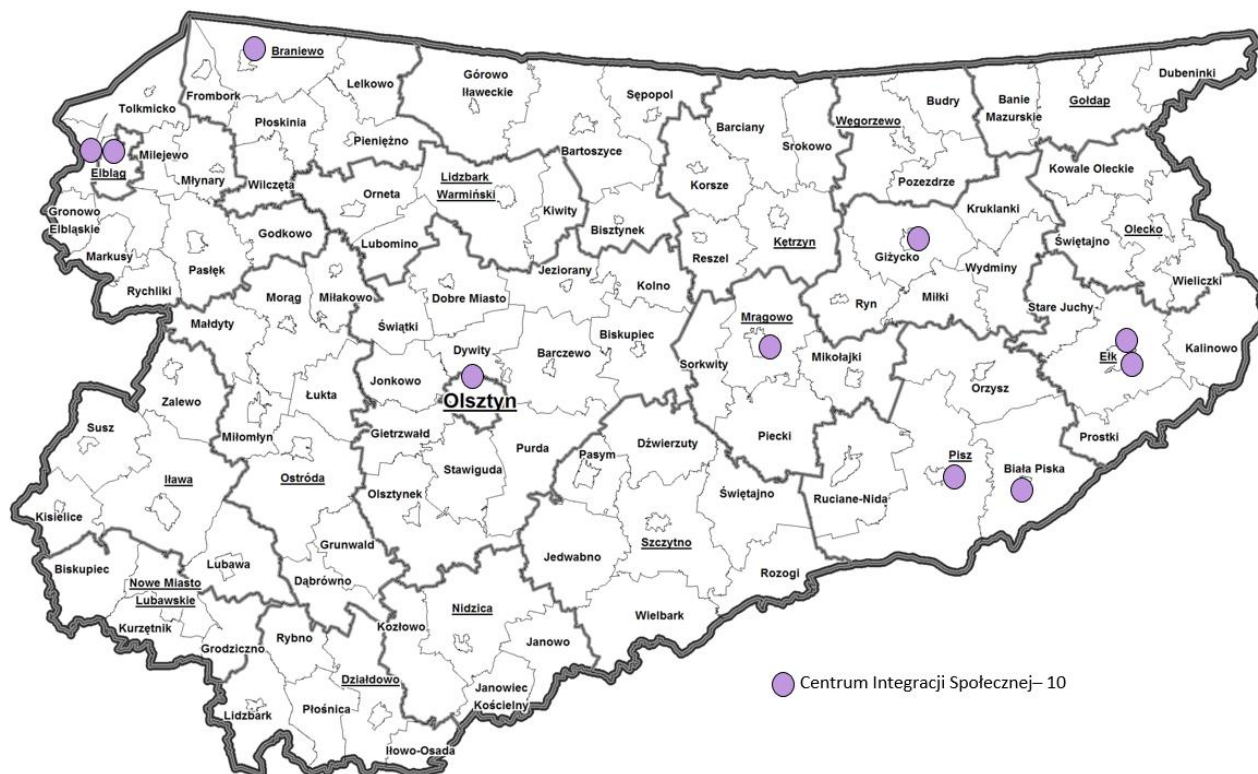 Braniewo
Lelkowo
Górowo
Iławeckie
Sępopol
Frombork
Tolkmicko
Płoskinia
Pieniężno
Bartoszyce
Barciany
Srokowo
Węgorzewo
Budry
Banie
Mazurskie
Gołdap
Dubeninki
Elbląg
Milejewo
Młynary
Wilczęta
Orneta
Lidzbark
Warmiński
Kiwity
Bisztynek
Korsze
Kętrzyn
Reszel
Pozezdrze
Kruklanki
Kowale Oleckie
Olecko
Świętajno
Wieliczki
Gronowo
Elbląskie
Markusy
Rychliki
Pasłęk
Godkowo
Lubomino
Dobre Miasto
Jeziorany
Kolno
Giżycko
Wydminy
Ryn
Miłki
Stare Juchy
Ełk
Kalinowo
Morąg
Miłakowo
Małdyty
Świątki
Dywity
Barczewo
Biskupiec
Sorkwity
Mrągowo
Mikołajki
Orzysz
Prostki
Zalewo
Łukta
Jonkowo
Olsztyn
Gietrzwałd
Purda
Stawiguda
Pasym
Dźwierzuty
Piecki
Pisz
Biała Piska
Ruciane-Nida
Susz
Iława
Miłomłyn
Ostróda
Olsztynek
Świętajno
Kisielice
Grunwald
Jedwabno
Szczytno
Rozogi
Biskupiec
Nowe Miasto
Lubawskie
Lubawa
Dąbrówno
Kurzętnik
Grodziczno
Rybno
Kozłowo
Nidzica
Janowo
Wielbark
Działdowo
Janowiec
Kościelny
Lidzbark
Płośnica
Iłowo-Osada
Centrum Integracji Społecznej– 10